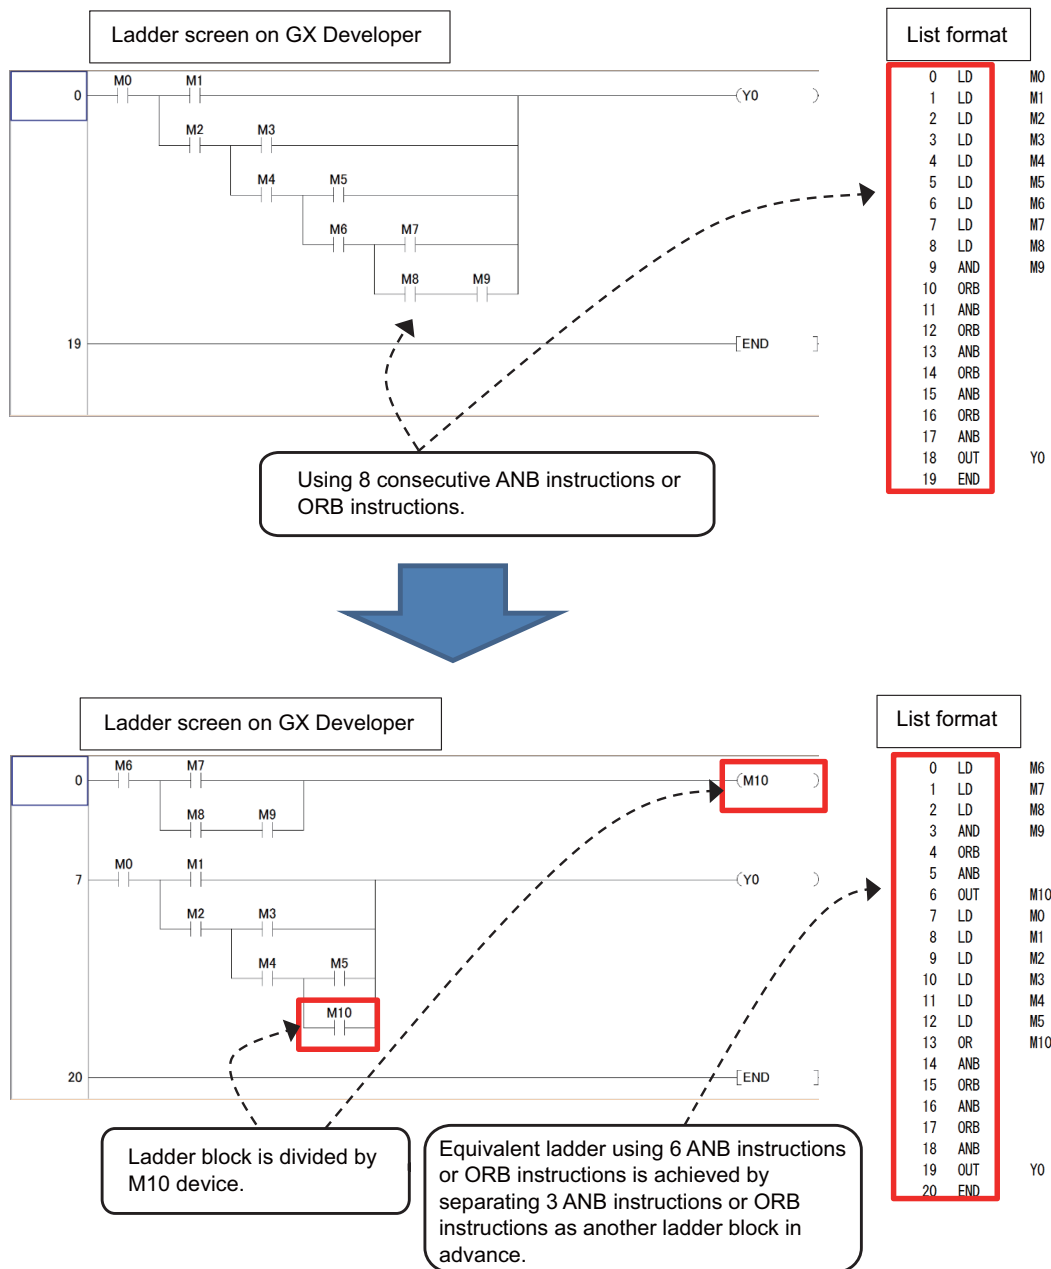 Ladder screen on GX Developer
List format
M0 M1
0 (Y0 )
M2 M3
M4 M5
M6 M7
M8 M9
19 [END ]
0 LD M0
1 LD M1
2 LD M2
3 LD M3
4 LD M4
5 LD M5
6 LD M6
7 LD M7
8 LD M8
9 AND M9
10 ORB
11 ANB
12 ORB
13 ANB
14 ORB
15 ANB
16 ORB
17 ANB
18 OUT Y0
19 END
Using 8 consecutive ANB instructions or
ORB instructions.
Ladder screen on GX Developer
List format
M6 M7
0 (M10 )
M8 M9
M0 M1
7 (Y0 )
M2 M3
M4 M5
M10
20 [END ]
0 LD M6
1 LD M7
2 LD M8
3 AND M9
4 ORB
5 ANB
6 OUT M10
7 LD M0
8 LD M1
9 LD M2
10 LD M3
11 LD M4
12 LD M5
13 OR M10
14 ANB
15 ORB
16 ANB
17 ORB
18 ANB
19 OUT Y0
20 END
Ladder block is divided by
M10 device.
Equivalent ladder using 6 ANB instructions
or ORB instructions is achieved by
separating 3 ANB instructions or ORB
instructions as another ladder block in
advance.